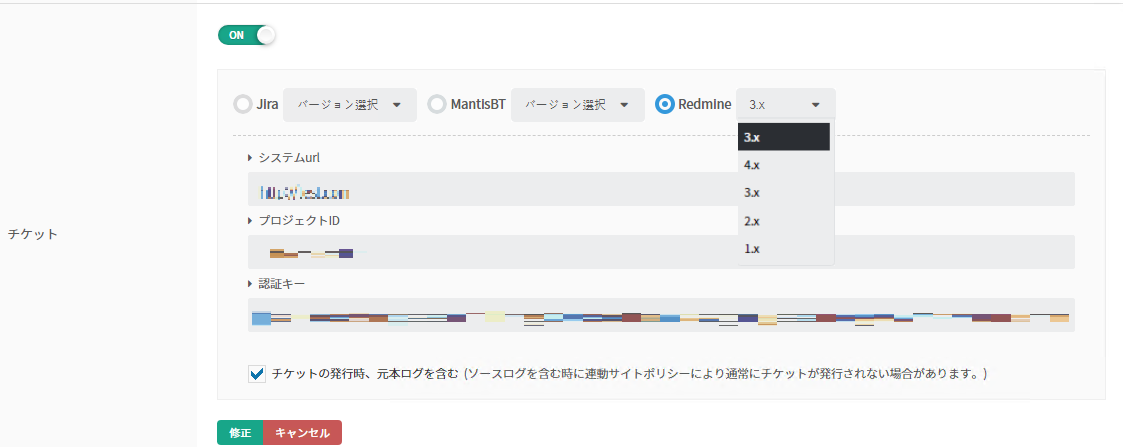 ON
Jira バージョン選択 MantisBT バージョン選択 Redmine 3.x
3.x
4.x
3.x
2.x
1.x
システムurl
プロジェクトID
チケット
認証キー
チケットの発行時、元本ログを含む (ソースログを含む時に連動サイトポリシーにより通常にチケットが発行されない場合があります。)
修正 キャンセル